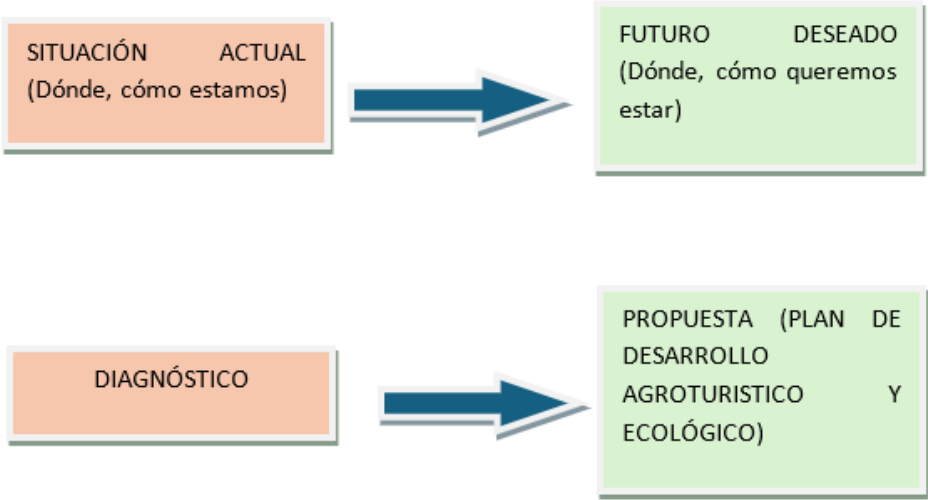 SITUACIÓN ACTUAL
(Dónde, cómo estamos)
FUTURO DESEADO
(Dónde, cómo queremos
estar)
DIAGNÓSTICO
PROPUESTA (PLAN DE
DESARROLLO
AGROTURISTICO Y
ECOLÓGICO)